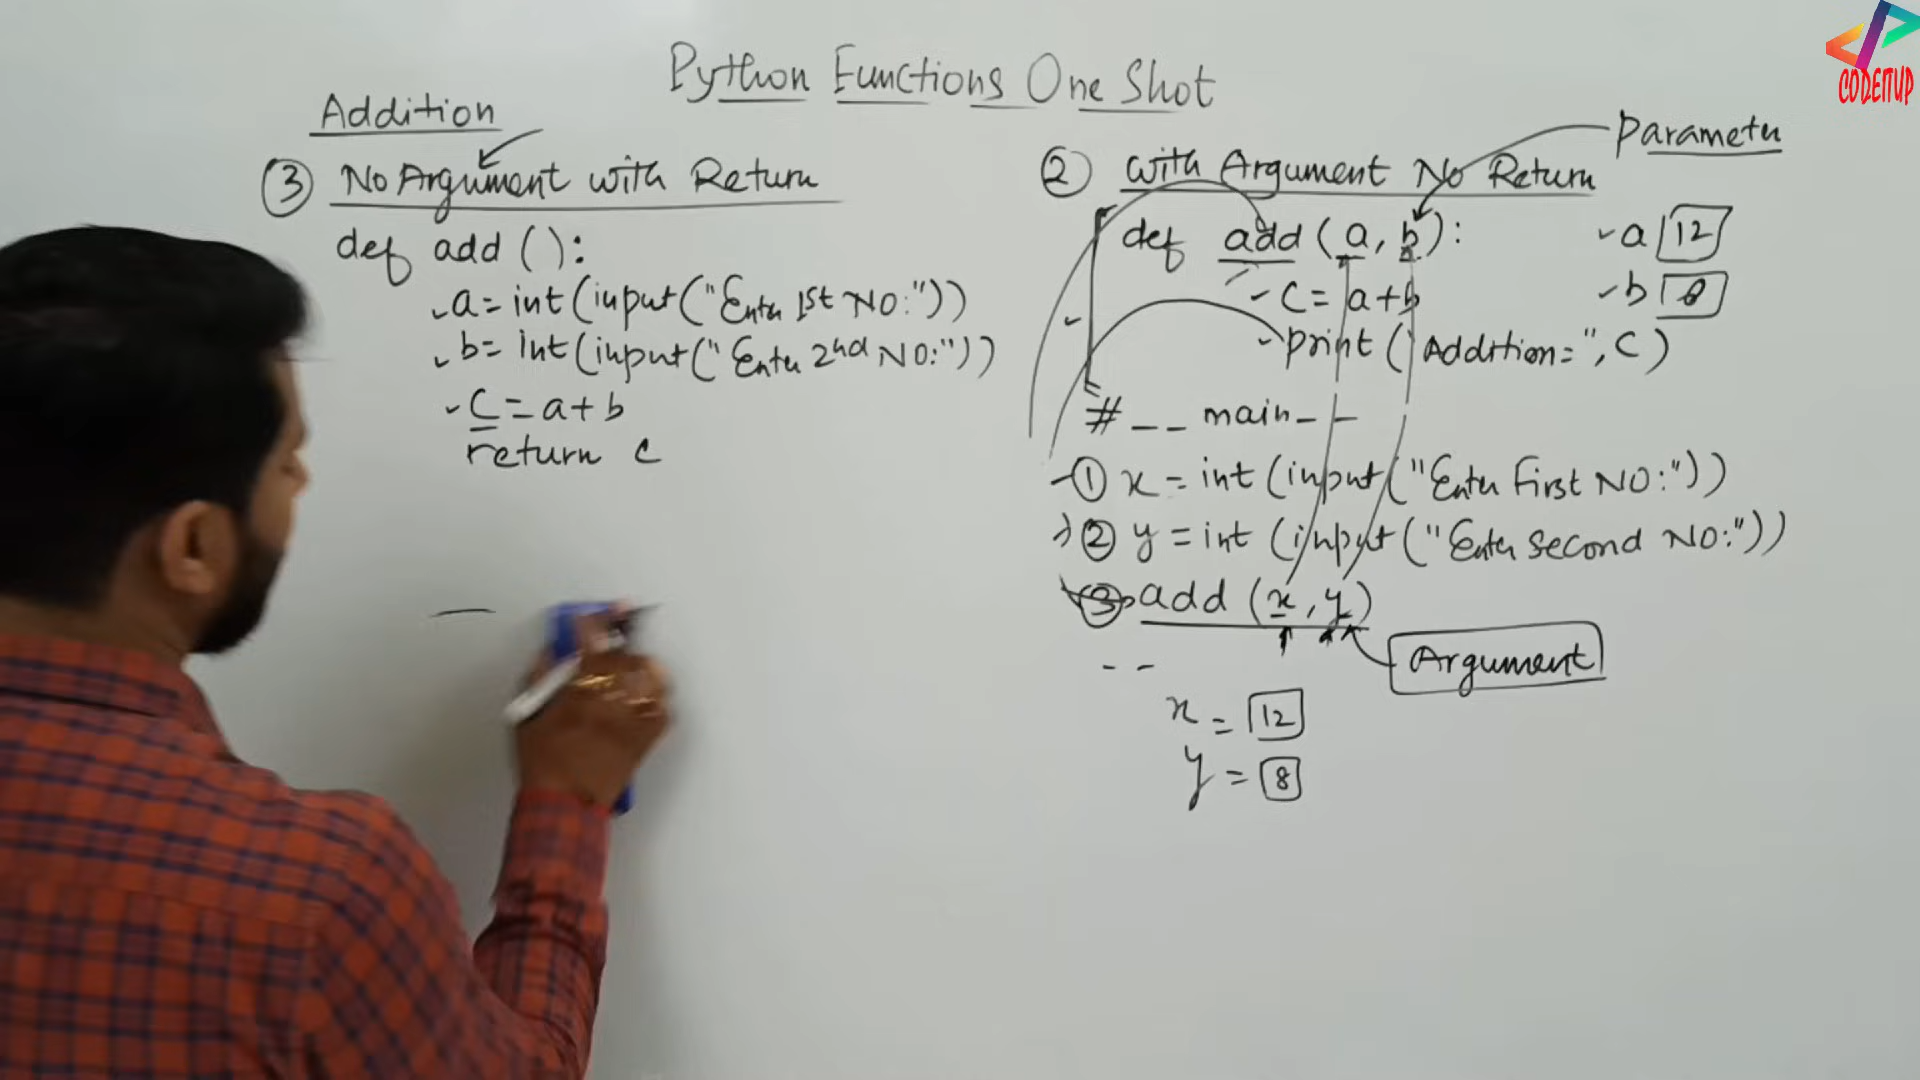 Python Functions One Shot
CODEITUP
Addition
③ No Argument with Return
def add ():
a = int(input("Enter 1st NO:"))
b = int(input("Enter 2nd NO:"))
C = a+b
return c
Parameter
② with Argument No Return
def add (a, b):
C = a+b
print ( Addition=", C)
a 12
b 8
# _ _ main _ _
① x = int (input("Enter First NO:"))
② y = int (input("Enter Second NO:"))
③ add (x, y)
Argument
- -
x = 12
y = 8